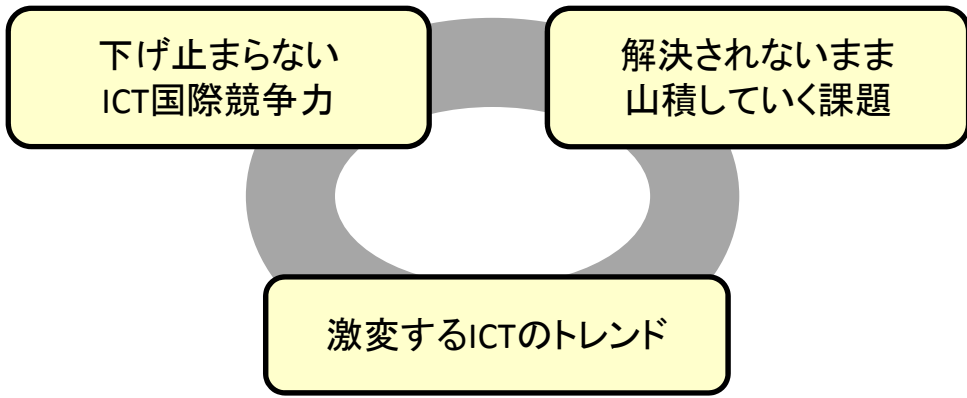 下げ止まらない
ICT国際競争力
解決されないまま
山積していく課題
激変するICTのトレンド